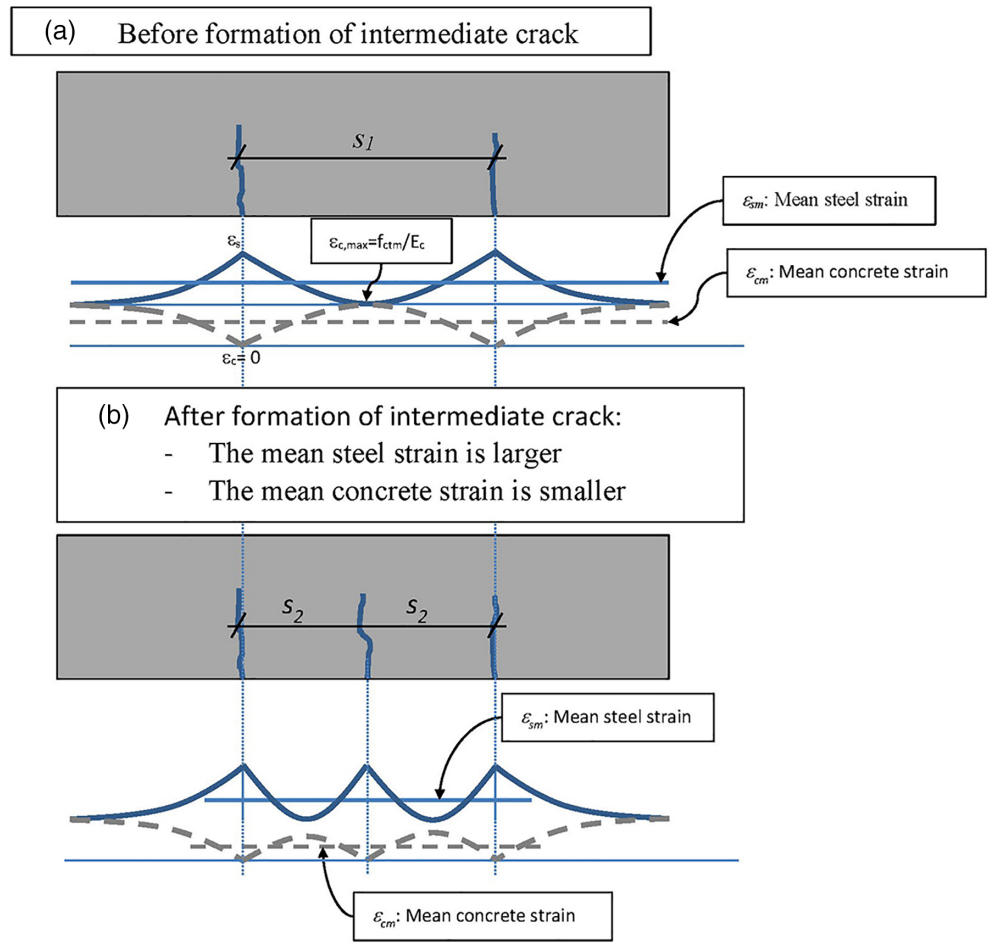 (a) Before formation of intermediate crack
s1
εsm: Mean steel strain
εs
εc,max=fctm/Ec
εcm: Mean concrete strain
εc= 0
(b) After formation of intermediate crack:
- The mean steel strain is larger
- The mean concrete strain is smaller
s2 s2
εsm: Mean steel strain
εcm: Mean concrete strain